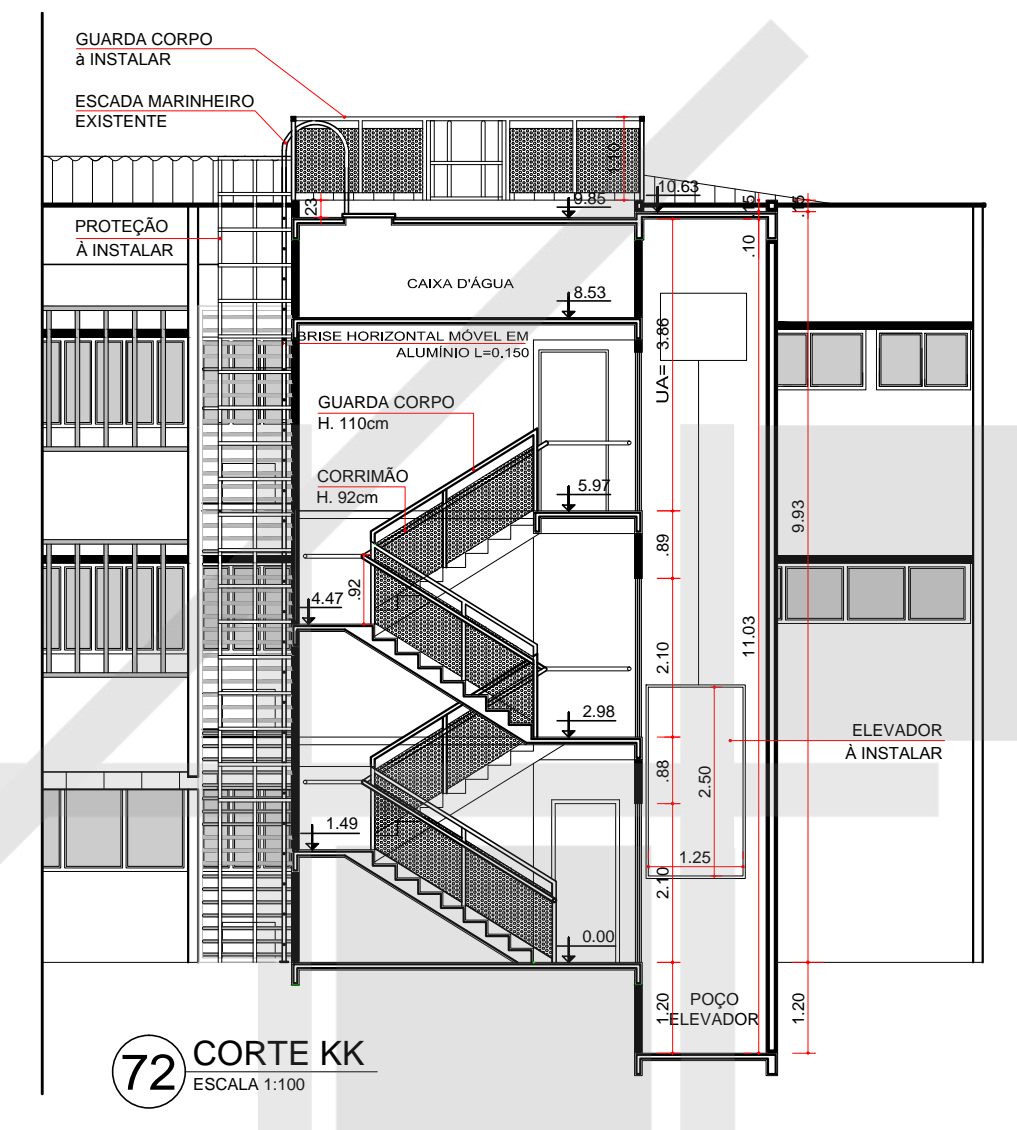 GUARDA CORPO
à INSTALAR
ESCADA MARINHEIRO
EXISTENTE
1.10
10.63
9.85
.23
.15
.15
PROTEÇÃO
À INSTALAR
.10
CAIXA D'ÁGUA
8.53
BRISE HORIZONTAL MÓVEL EM
ALUMÍNIO L=0.150
UA= 3.86
GUARDA CORPO
H. 110cm
CORRIMÃO
H. 92cm
5.97
9.93
.89
.92
4.47
11.03
2.10
2.98
ELEVADOR
À INSTALAR
.88
2.50
1.49
1.25
2.10
0.00
1.20
POÇO
ELEVADOR
1.20
72
CORTE KK
ESCALA 1:100